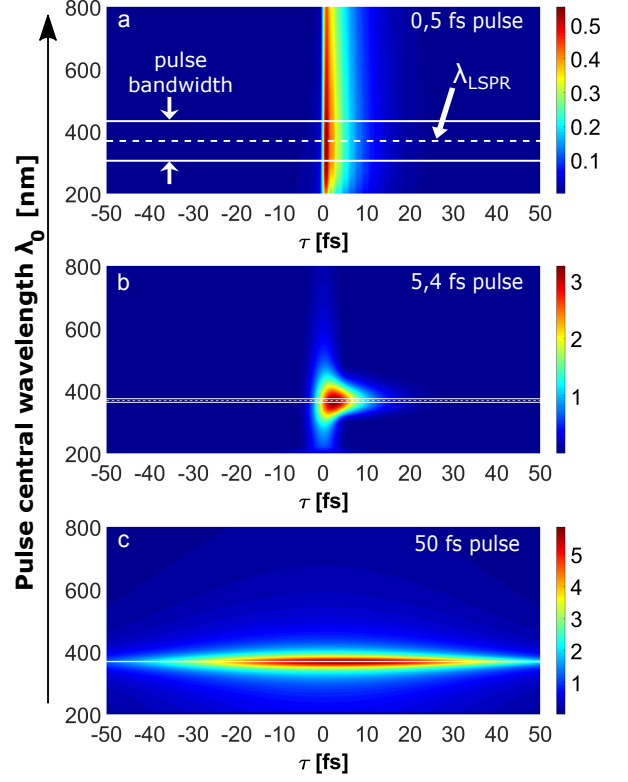 Pulse central wavelength λ0 [nm]
a
0,5 fs pulse
pulse
bandwidth
λLSPR
800
600
400
200
-50 -40 -30 -20 -10 0 10 20 30 40 50
τ [fs]
0.5
0.4
0.3
0.2
0.1
b
5,4 fs pulse
800
600
400
200
-50 -40 -30 -20 -10 0 10 20 30 40 50
τ [fs]
3
2
1
c
50 fs pulse
800
600
400
200
-50 -40 -30 -20 -10 0 10 20 30 40 50
τ [fs]
5
4
3
2
1